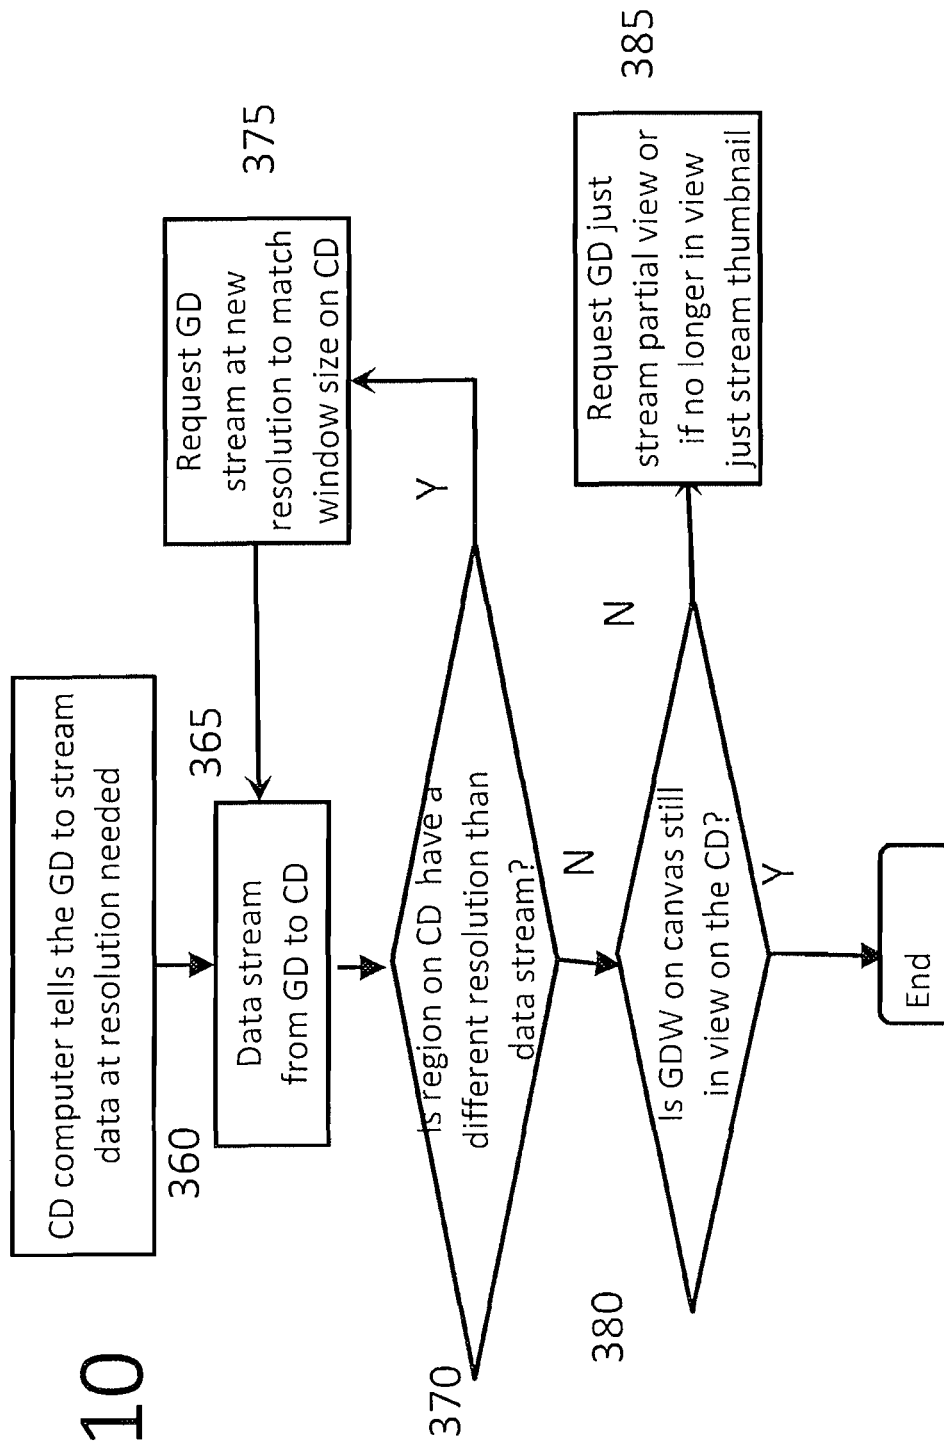 10
CD computer tells the GD to stream
data at resolution needed
360
365
Data stream
from GD to CD
375
Request GD
stream at new
resolution to match
window size on CD
370
Is region on CD have a
different resolution than
data stream?
Y
N
380
Is GDW on canvas still
in view on the CD?
N
Y
385
Request GD just
stream partial view or
if no longer in view
just stream thumbnail
End